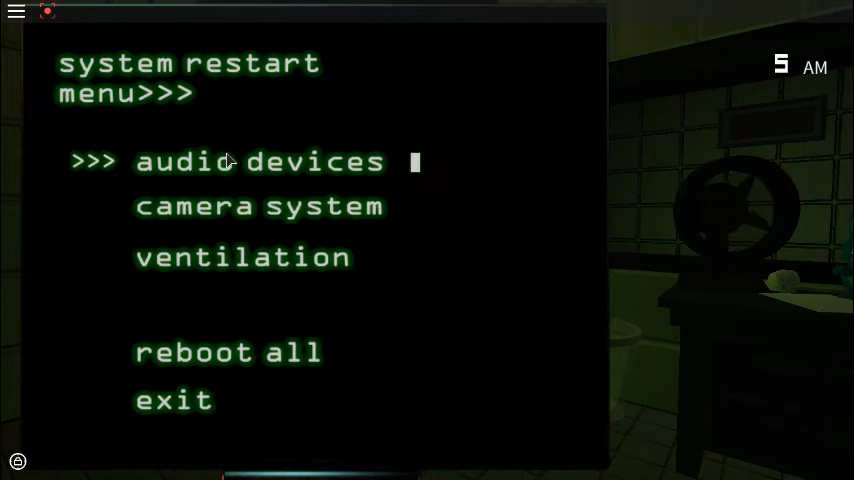 system restart
menu>>>
5 AM
>>> audio devices
camera system
ventilation
reboot all
exit